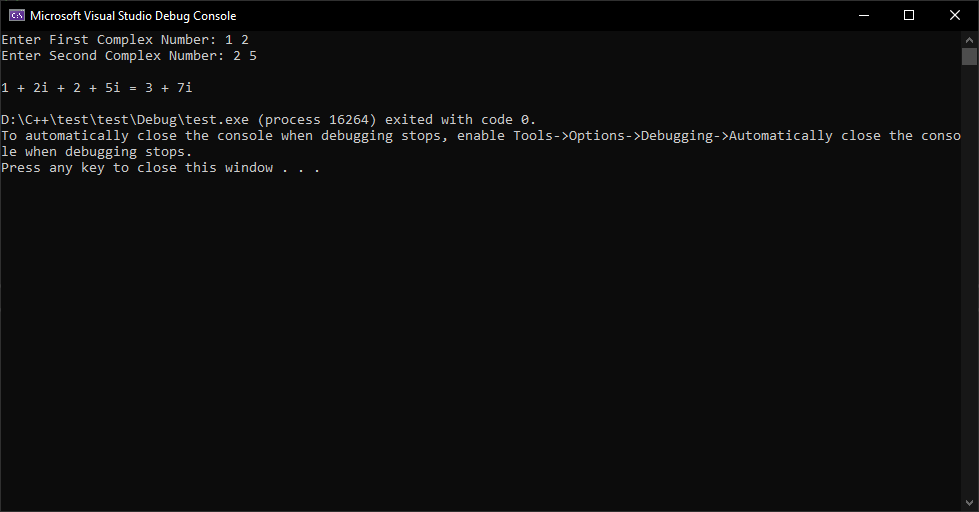 Microsoft Visual Studio Debug Console
Enter First Complex Number: 1 2
Enter Second Complex Number: 2 5
1 + 2i + 2 + 5i = 3 + 7i
D:\C++\test\test\Debug\test.exe (process 16264) exited with code 0.
To automatically close the console when debugging stops, enable Tools->Options->Debugging->Automatically close the conso
le when debugging stops.
Press any key to close this window . . .